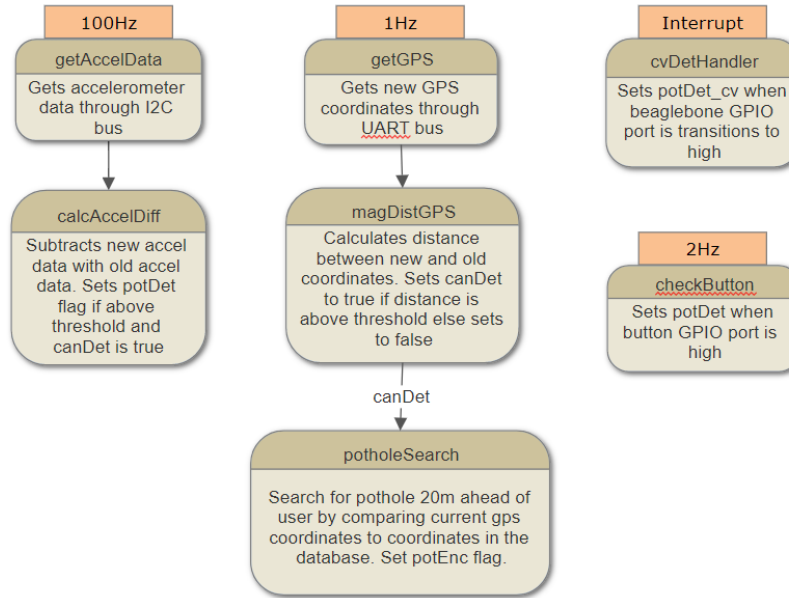 100Hz
getAccelData
Gets accelerometer
data through I2C
bus
calcAccelDiff
Subtracts new accel
data with old accel
data. Sets potDet
flag if above
threshold and
canDet is true
1Hz
getGPS
Gets new GPS
coordinates through
UART bus
magDistGPS
Calculates distance
between new and old
coordinates. Sets canDet
to true if distance is
above threshold else sets
to false
canDet
potholeSearch
Search for pothole 20m ahead of
user by comparing current gps
coordinates to coordinates in the
database. Set potEnc flag.
Interrupt
cvDetHandler
Sets potDet_cv when
beaglebone GPIO
port is transitions to
high
2Hz
checkButton
Sets potDet when
button GPIO port is
high